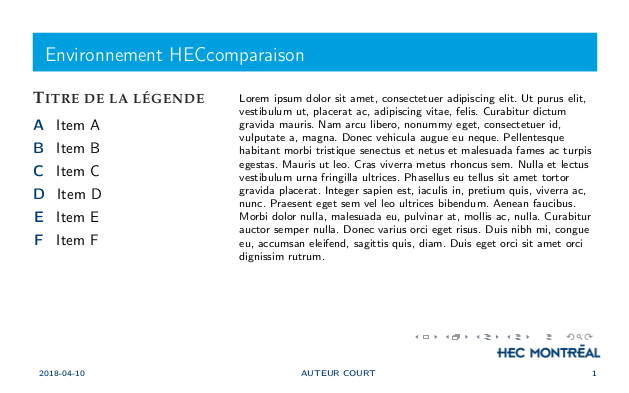 Environnement HECcomparaison
TITRE DE LA LÉGENDE
A Item A
B Item B
C Item C
D Item D
E Item E
F Item F
Lorem ipsum dolor sit amet, consectetuer adipiscing elit. Ut purus elit,
vestibulum ut, placerat ac, adipiscing vitae, felis. Curabitur dictum
gravida mauris. Nam arcu libero, nonummy eget, consectetuer id,
vulputate a, magna. Donec vehicula augue eu neque. Pellentesque
habitant morbi tristique senectus et netus et malesuada fames ac turpis
egestas. Mauris ut leo. Cras viverra metus rhoncus sem. Nulla et lectus
vestibulum urna fringilla ultrices. Phasellus eu tellus sit amet tortor
gravida placerat. Integer sapien est, iaculis in, pretium quis, viverra ac,
nunc. Praesent eget sem vel leo ultrices bibendum. Aenean faucibus.
Morbi dolor nulla, malesuada eu, pulvinar at, mollis ac, nulla. Curabitur
auctor semper nulla. Donec varius orci eget risus. Duis nibh mi, congue
eu, accumsan eleifend, sagittis quis, diam. Duis eget orci sit amet orci
dignissim rutrum.
HEC MONTRÉAL
2018-04-10 AUTEUR COURT 1